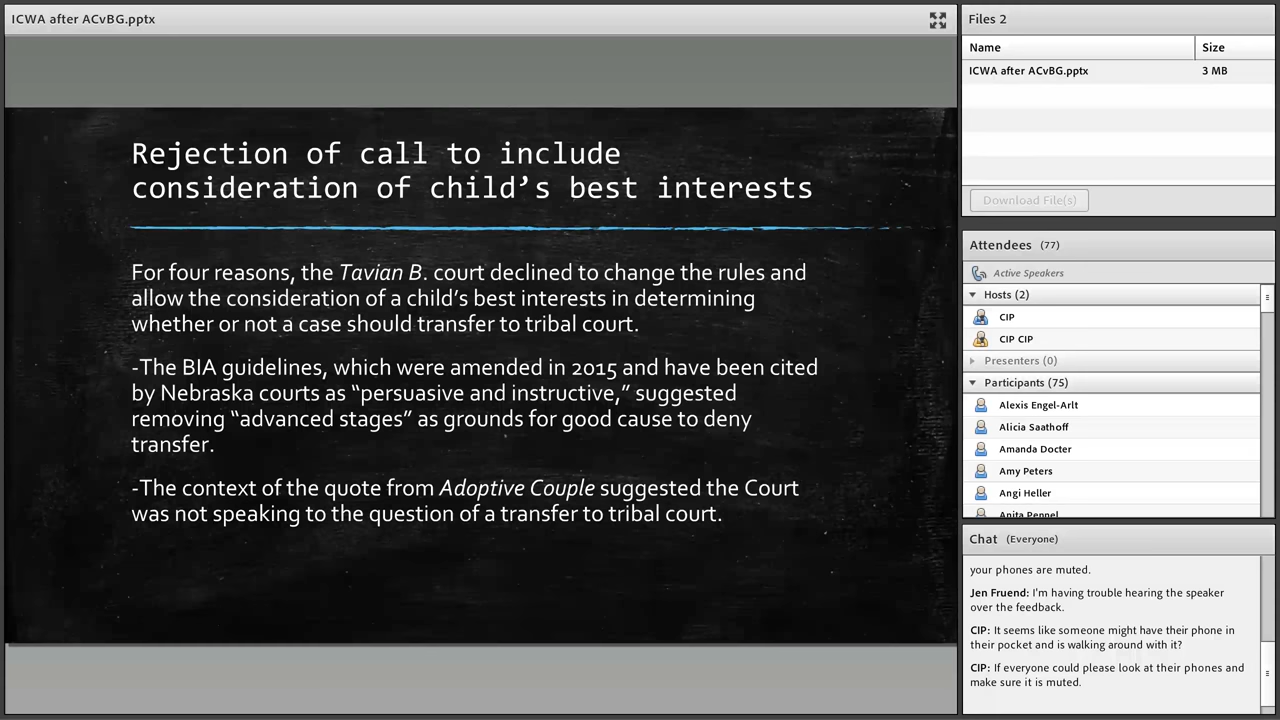 ICWA after ACvBG.pptx
Rejection of call to include
consideration of child’s best interests
For four reasons, the Tavian B. court declined to change the rules and
allow the consideration of a child’s best interests in determining
whether or not a case should transfer to tribal court.
-The BIA guidelines, which were amended in 2015 and have been cited
by Nebraska courts as “persuasive and instructive,” suggested
removing “advanced stages” as grounds for good cause to deny
transfer.
-The context of the quote from Adoptive Couple suggested the Court
was not speaking to the question of a transfer to tribal court.
Files 2
Name Size
ICWA after ACvBG.pptx 3 MB
Download File(s)
Attendees (77)
Active Speakers
Hosts (2)
CIP
CIP CIP
Presenters (0)
Participants (75)
Alexis Engel-Arlt
Alicia Saathoff
Amanda Docter
Amy Peters
Angi Heller
Chat (Everyone)
your phones are muted.
Jen Fruend: I'm having trouble hearing the speaker
over the feedback.
CIP: It seems like someone might have their phone in
their pocket and is walking around with it?
CIP: If everyone could please look at their phones and
make sure it is muted.